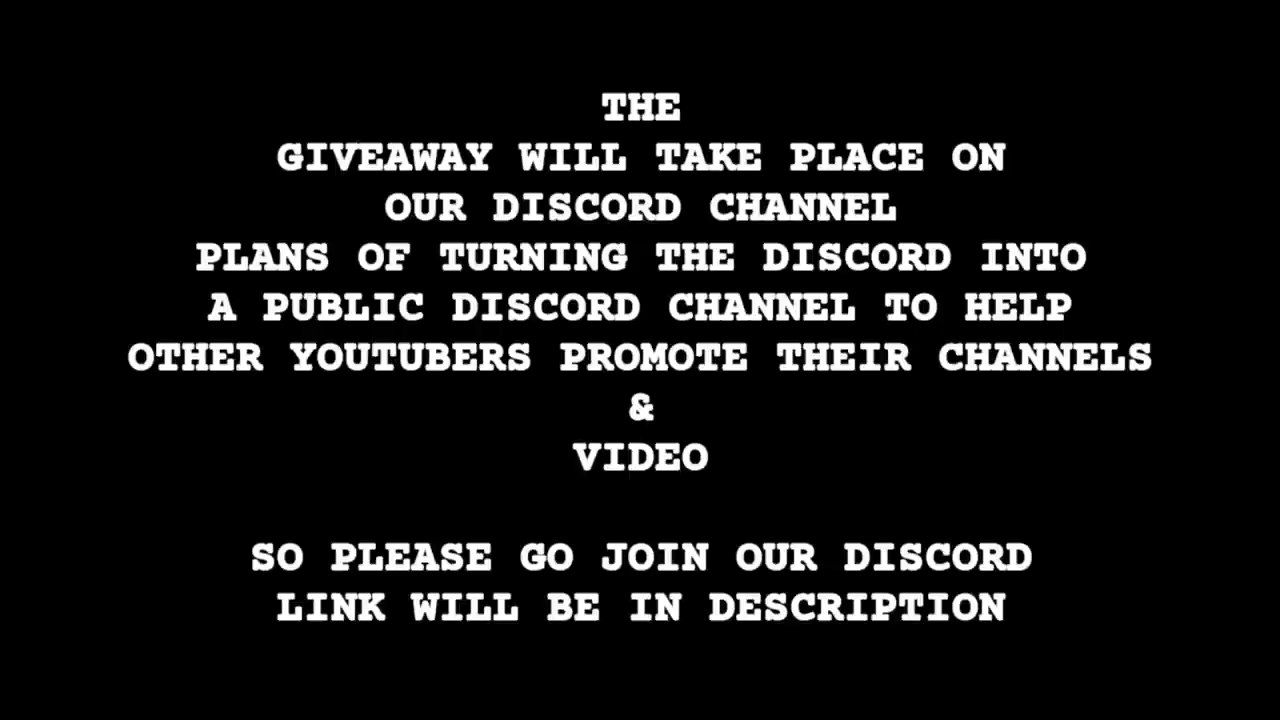 THE
GIVEAWAY WILL TAKE PLACE ON
OUR DISCORD CHANNEL
PLANS OF TURNING THE DISCORD INTO
A PUBLIC DISCORD CHANNEL TO HELP
OTHER YOUTUBERS PROMOTE THEIR CHANNELS
&
VIDEO
SO PLEASE GO JOIN OUR DISCORD
LINK WILL BE IN DESCRIPTION